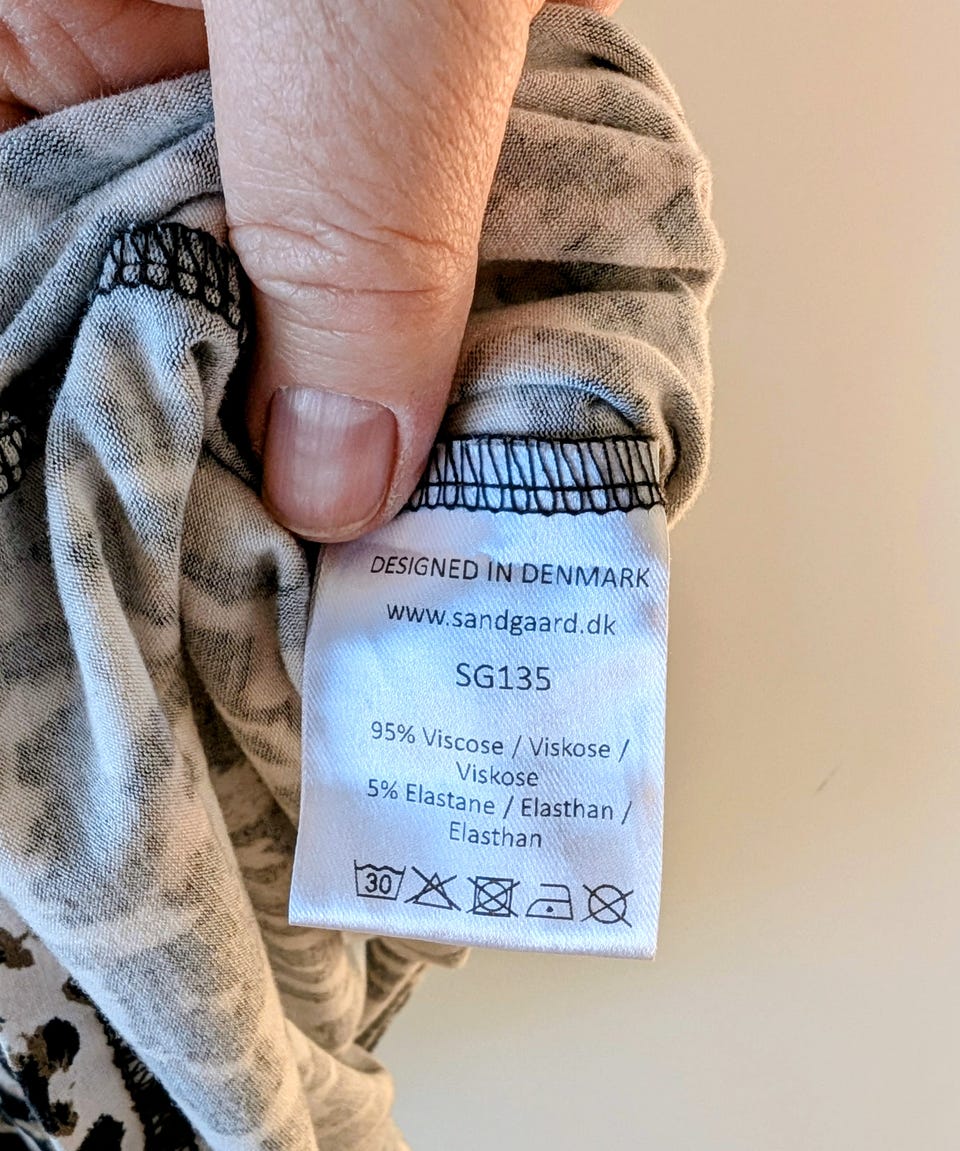 DESIGNED IN DENMARK
www.sandgaard.dk
SG135
95% Viscose / Viskose /
Viskose
5% Elastane / Elasthan /
Elasthan
30